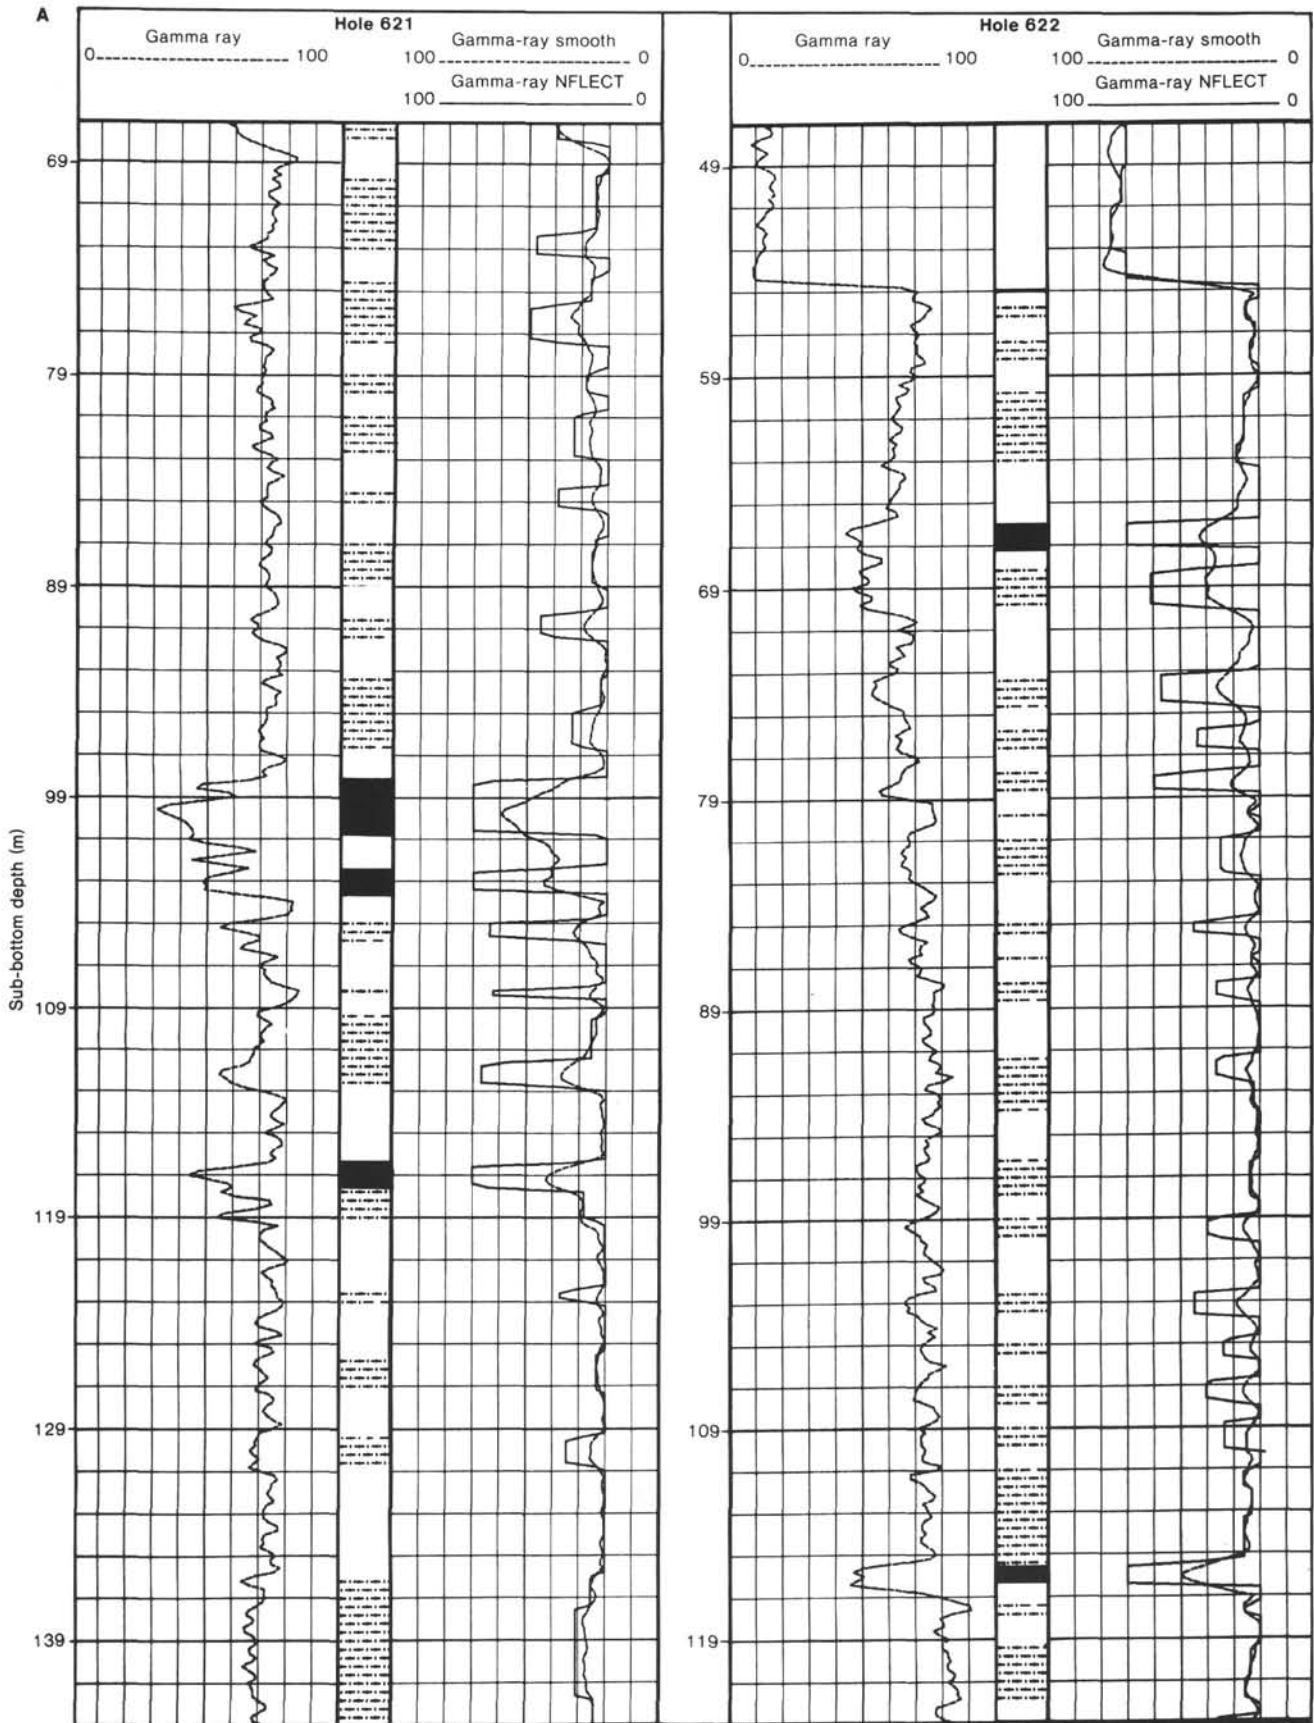 A
Hole 621
Gamma ray
0 100
Gamma-ray smooth
100 0
Gamma-ray NFLECT
100 0
Hole 622
Gamma ray
0 100
Gamma-ray smooth
100 0
Gamma-ray NFLECT
100 0
Sub-bottom depth (m)
69
79
89
99
109
119
129
139
49
59
69
79
89
99
109
119